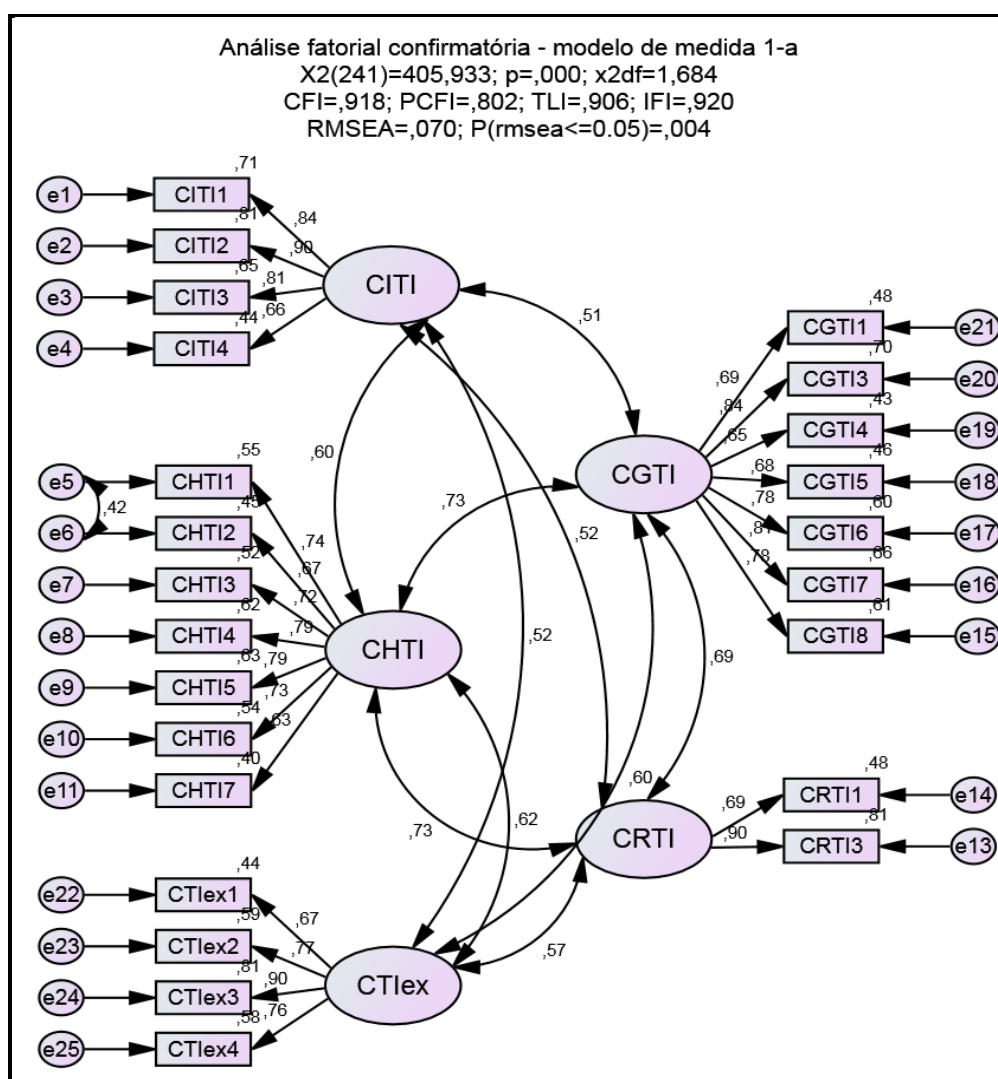 Análise fatorial confirmatória - modelo de medida 1-a
X2(241)=405,933; p=,000; x2df=1,684
CFI=,918; PCFI=,802; TLI=,906; IFI=,920
RMSEA=,070; P(rmsea<=0.05)=,004
,71
e1 CITI1
,84
,81
e2 CITI2
,90
,65
e3 CITI3
,81
,44
e4 CITI4
,66
CITI
,51
,48
CGTI1 e21
,69
,70
CGTI3 e20
,84
,43
CGTI4 e19
,65
,46
CGTI5 e18
,68
,60
CGTI6 e17
,78
,66
CGTI7 e16
,81
,61
CGTI8 e15
,78
CGTI
,60
,73
,52
,52
,69
,55
e5 CHTI1
,42
,74
,45
e6 CHTI2
,67
,52
e7 CHTI3
,72
,62
e8 CHTI4
,79
,63
e9 CHTI5
,79
,54
e10 CHTI6
,73
,40
e11 CHTI7
,63
CHTI
,73
,62
,60
,48
CRTI1 e14
,69
,81
CRTI3 e13
,90
CRTI
,57
,44
e22 CTIex1
,67
,59
e23 CTIex2
,77
,81
e24 CTIex3
,90
,58
e25 CTIex4
,76
CTIex